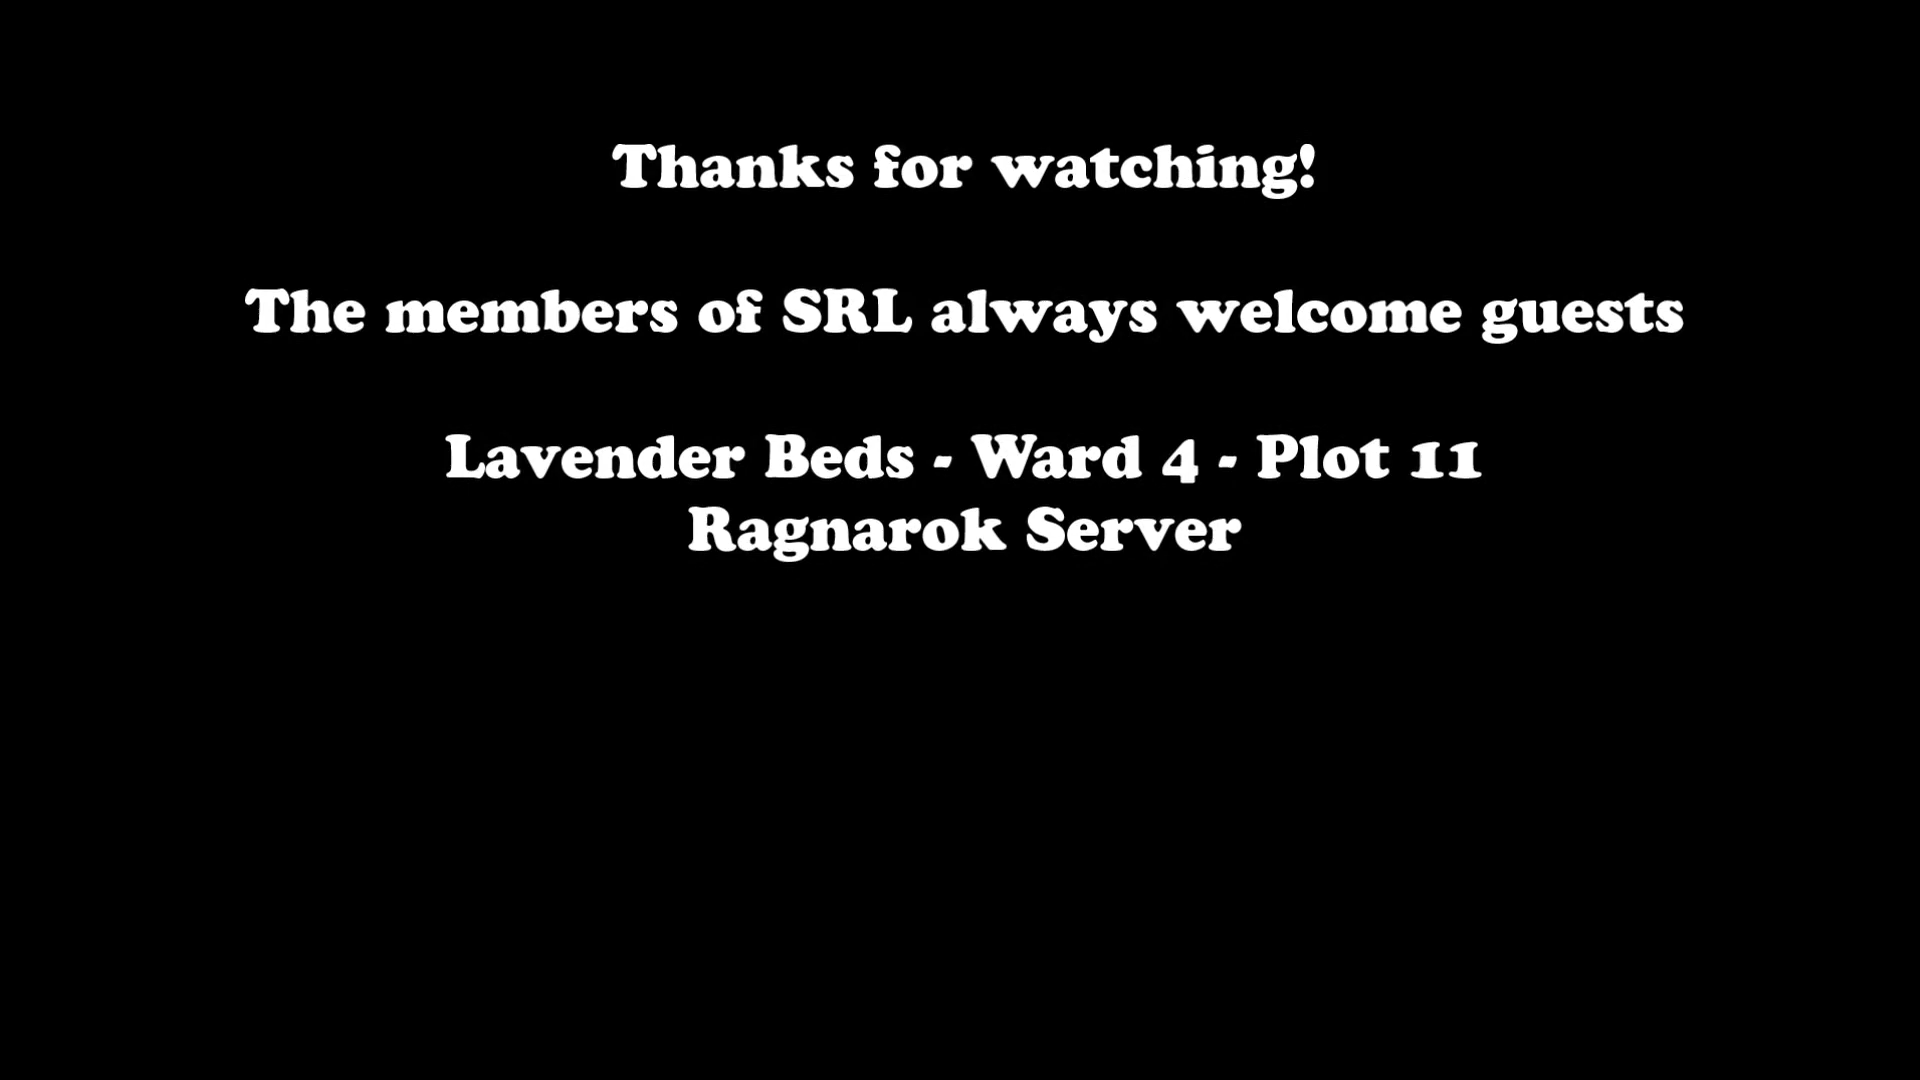 Thanks for watching!
The members of SRL always welcome guests
Lavender Beds - Ward 4 - Plot 11
Ragnarok Server